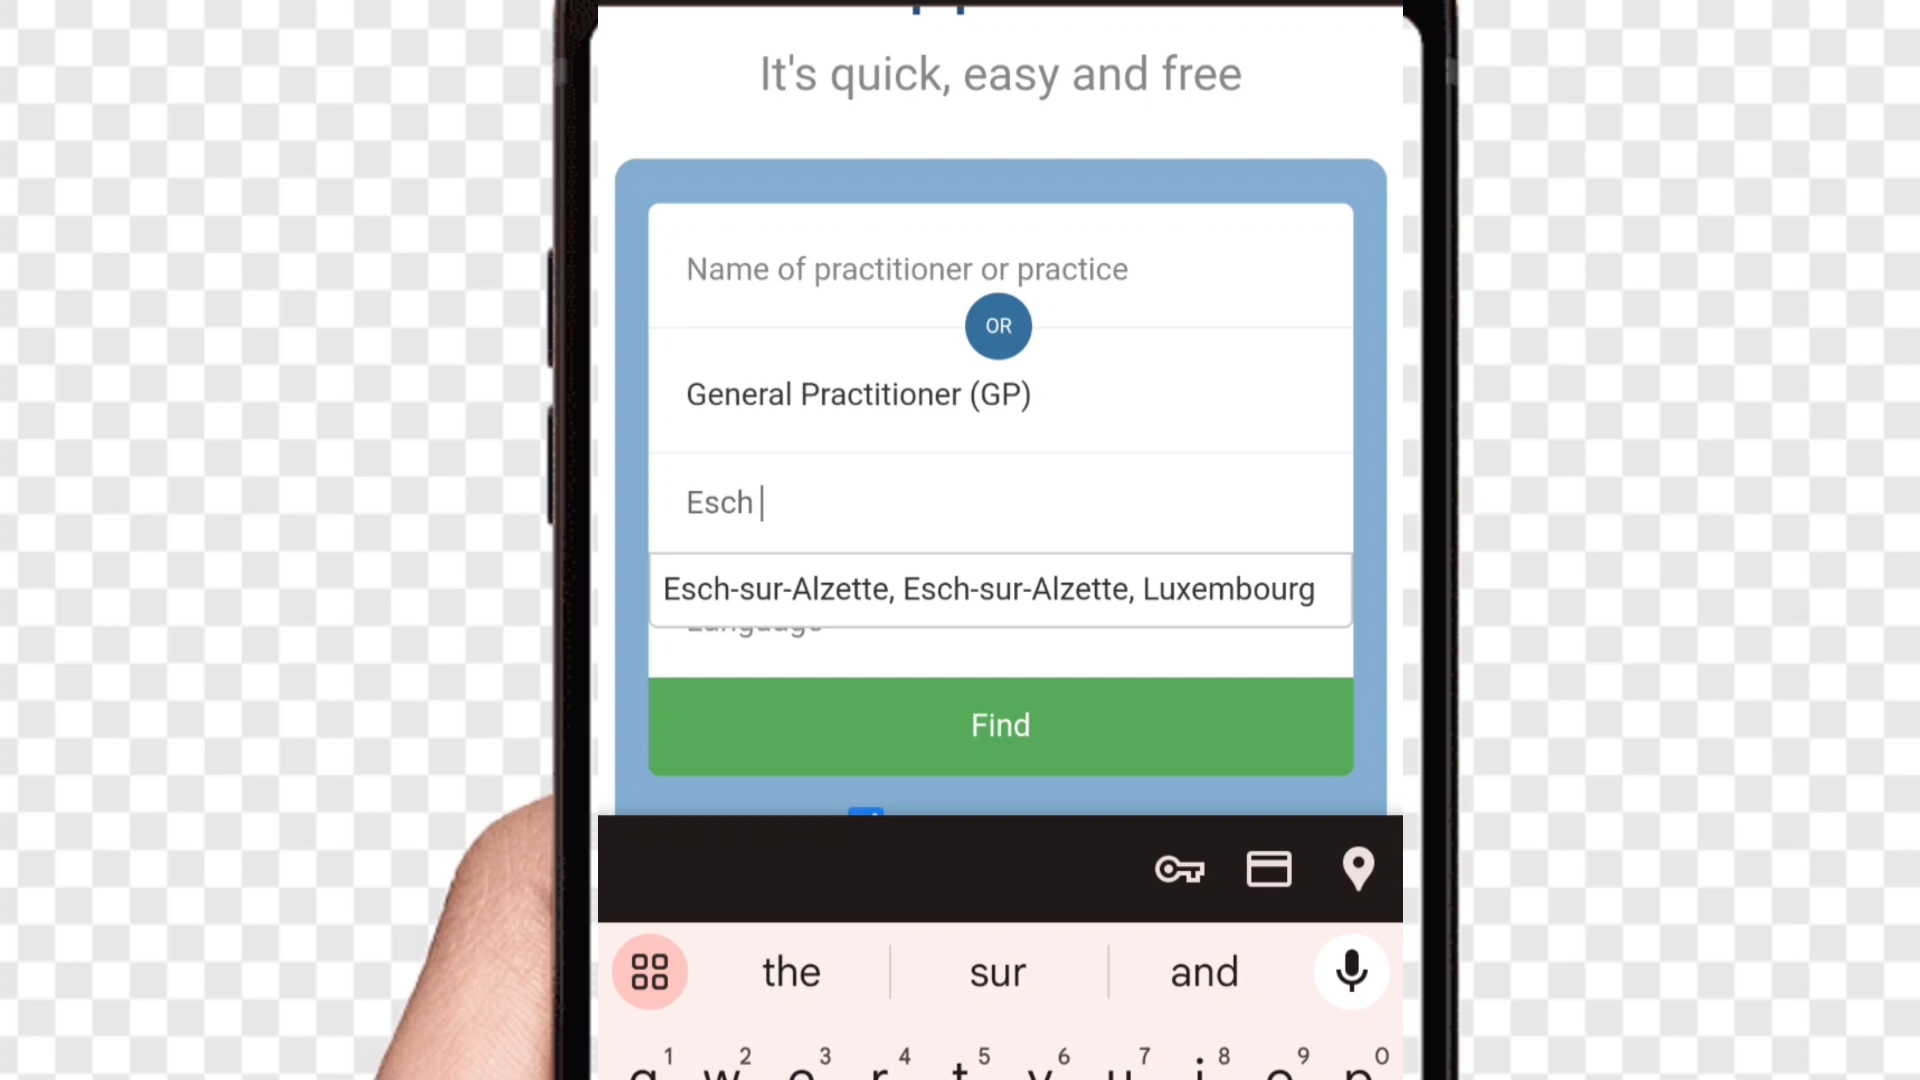 It's quick, easy and free
Name of practitioner or practice
OR
General Practitioner (GP)
Esch
Esch-sur-Alzette, Esch-sur-Alzette, Luxembourg
Language
Find
the sur and
1 2 3 4 5 6 7 8 9 0
q w e r t y u i o p